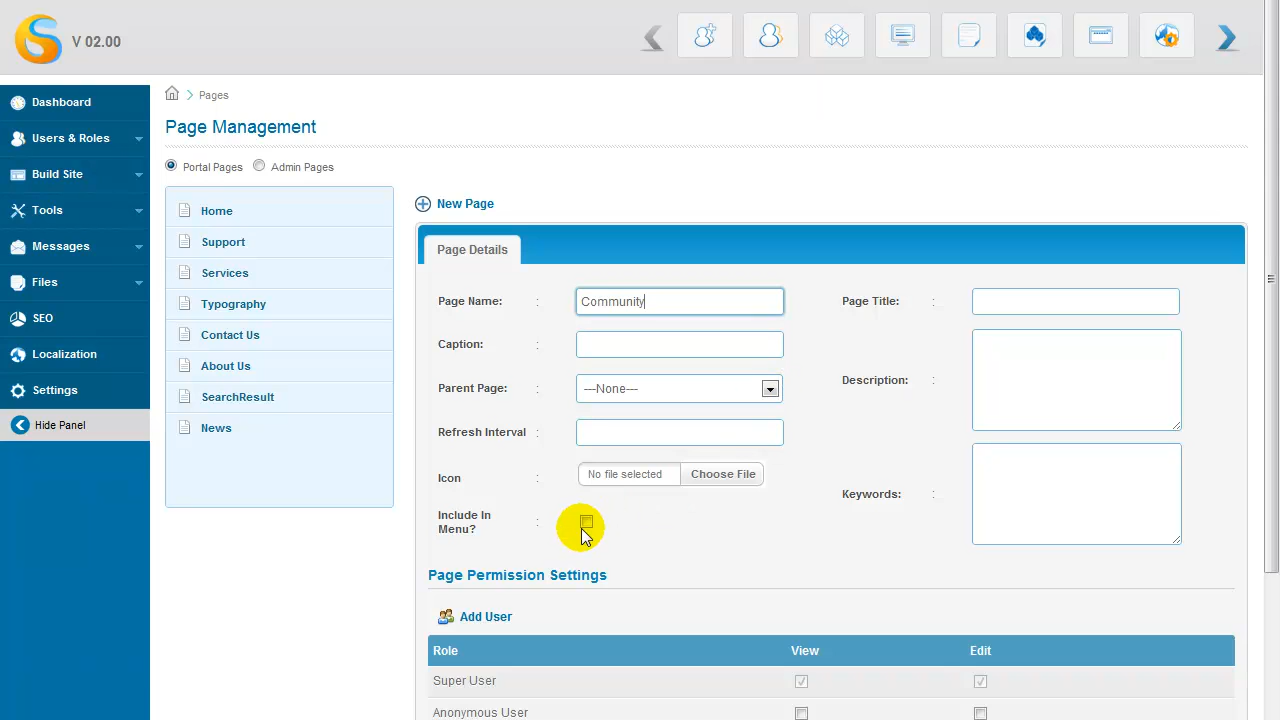 V 02.00
Dashboard
Users & Roles
Build Site
Tools
Messages
Files
SEO
Localization
Settings
Hide Panel
Pages
Page Management
Portal Pages
Admin Pages
Home
Support
Services
Typography
Contact Us
About Us
SearchResult
News
New Page
Page Details
Page Name: :
Community
Caption: :
Parent Page: :
---None---
Refresh Interval :
Icon :
No file selected
Choose File
Include In
Menu? :
Page Title: :
Description: :
Keywords: :
Page Permission Settings
Add User
Role View Edit
Super User
Anonymous User